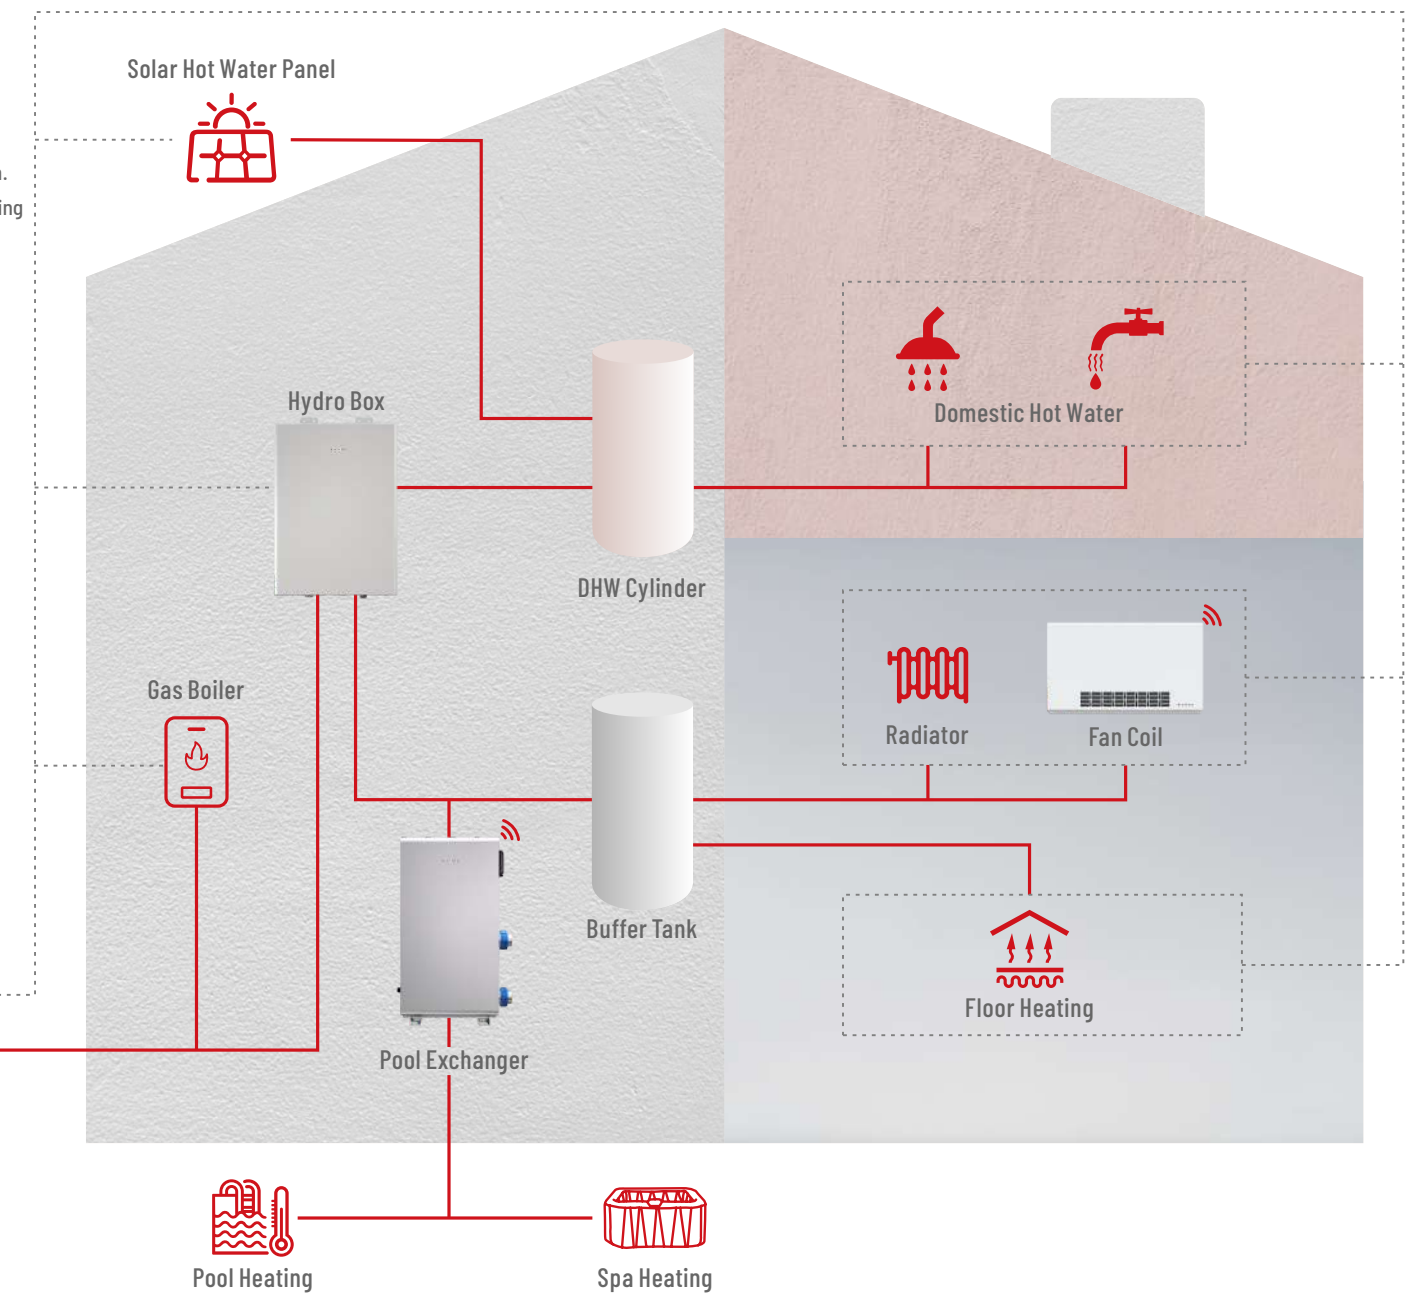 Solar Hot Water Panel
ing
Hydro Box
Domestic Hot Water
DHW Cylinder
Gas Boiler
Radiator
Fan Coil
Buffer Tank
Floor Heating
Pool Exchanger
Pool Heating
Spa Heating